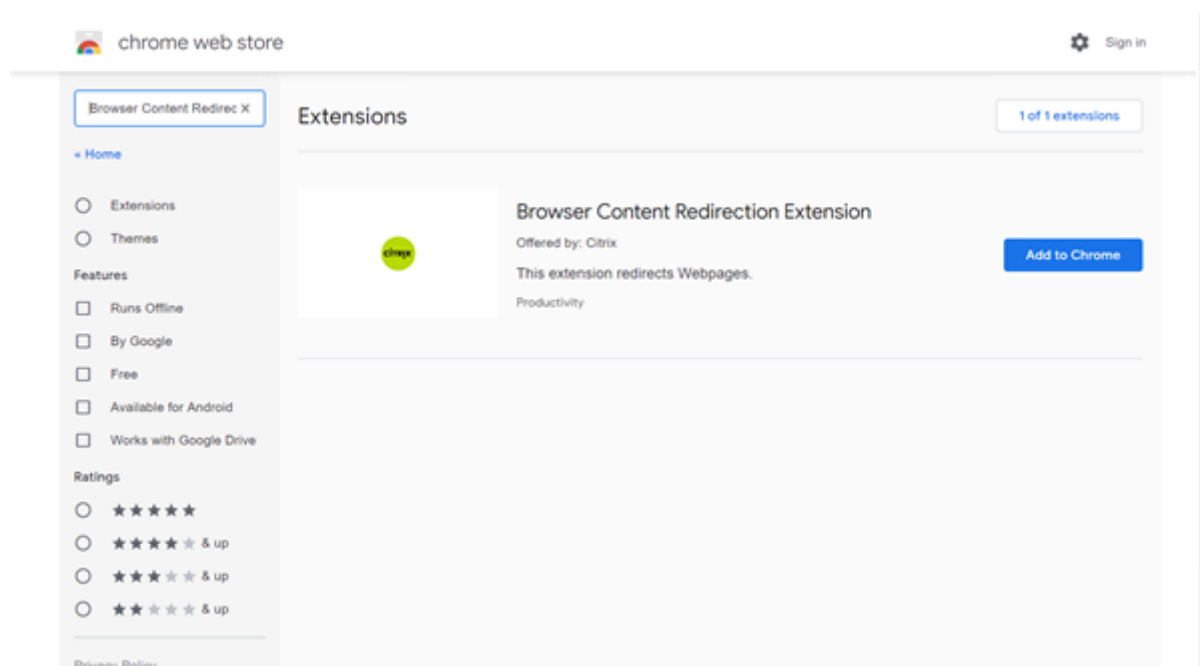 chrome web store
Sign in
Browser Content Redirec X
« Home
Extensions
Themes
Features
Runs Offline
By Google
Free
Available for Android
Works with Google Drive
Ratings
& up
& up
& up
Privacy Policy
Extensions
1 of 1 extensions
citrix
Browser Content Redirection Extension
Offered by: Citrix
This extension redirects Webpages.
Productivity
Add to Chrome